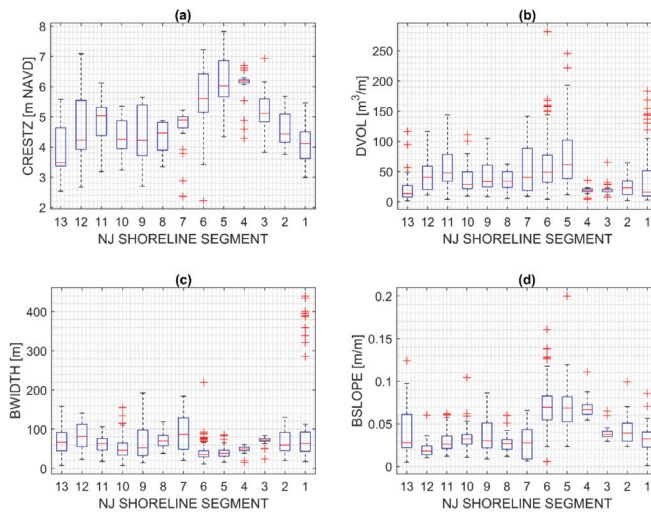 (a)
CRESTZ [m NAVD]
8
7
6
5
4
3
2
13 12 11 10 9 8 7 6 5 4 3 2 1
NJ SHORELINE SEGMENT
(b)
DVOL [m³/m]
250
200
150
100
50
0
13 12 11 10 9 8 7 6 5 4 3 2 1
NJ SHORELINE SEGMENT
(c)
BWIDTH [m]
400
300
200
100
0
13 12 11 10 9 8 7 6 5 4 3 2 1
NJ SHORELINE SEGMENT
(d)
BSLOPE [m/m]
0.2
0.15
0.1
0.05
0
13 12 11 10 9 8 7 6 5 4 3 2 1
NJ SHORELINE SEGMENT